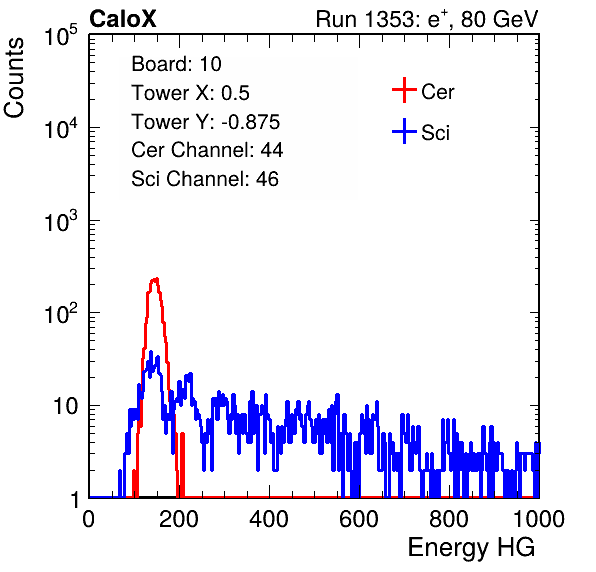 CaloX Run 1353: e⁺, 80 GeV
Counts
Board: 10
Tower X: 0.5
Tower Y: -0.875
Cer Channel: 44
Sci Channel: 46
Cer
Sci
10⁵
10⁴
10³
10²
10
1
0 200 400 600 800 1000
Energy HG